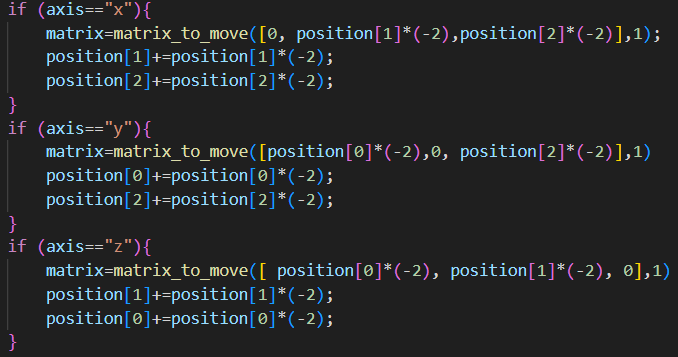 if (axis=="x"){
    matrix=matrix_to_move([0, position[1]*(-2),position[2]*(-2)],1);
    position[1]+=position[1]*(-2);
    position[2]+=position[2]*(-2);
}
if (axis=="y"){
    matrix=matrix_to_move([position[0]*(-2),0, position[2]*(-2)],1)
    position[0]+=position[0]*(-2);
    position[2]+=position[2]*(-2);
}
if (axis=="z"){
    matrix=matrix_to_move([ position[0]*(-2), position[1]*(-2), 0],1)
    position[1]+=position[1]*(-2);
    position[0]+=position[0]*(-2);
}